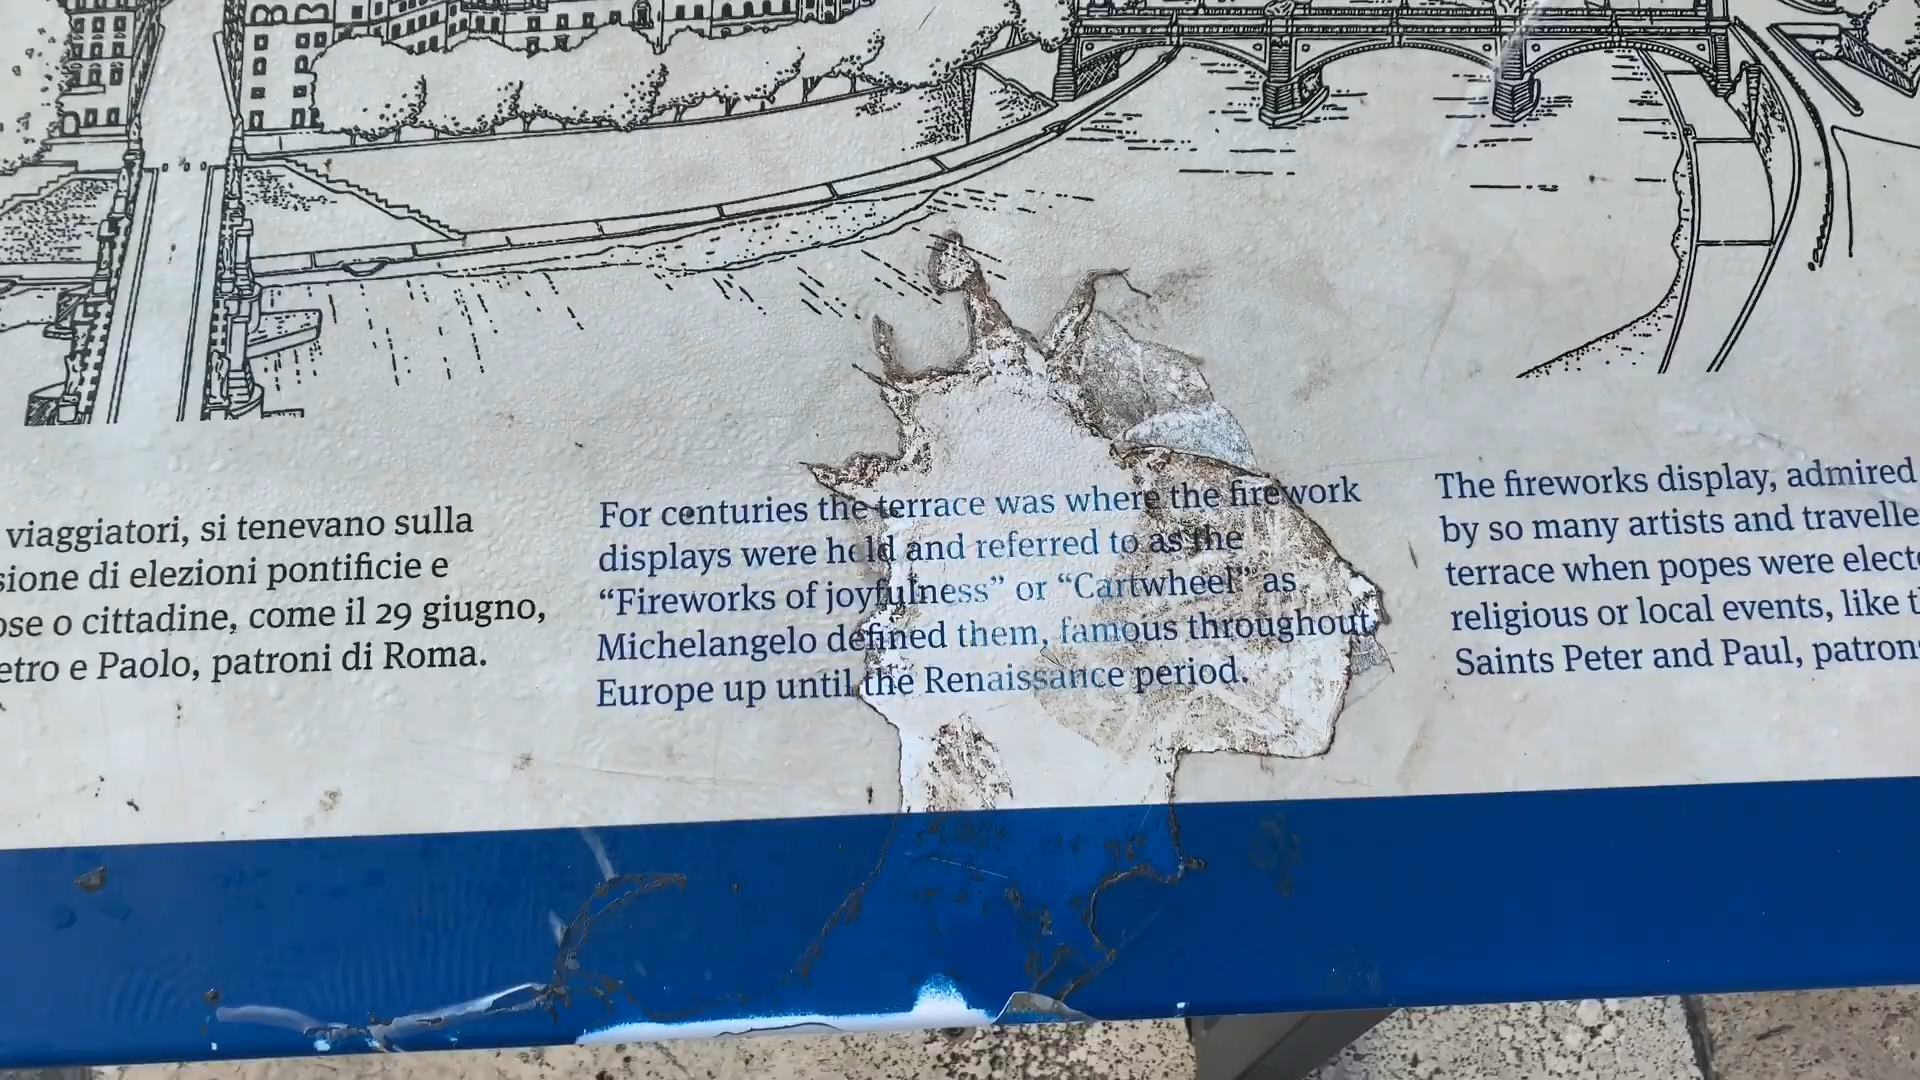 viaggiatori, si tenevano sulla
sione di elezioni pontificie e
ose o cittadine, come il 29 giugno,
etro e Paolo, patroni di Roma.
For centuries the terrace was where the firework
displays were held and referred to as the
“Fireworks of joyfulness” or “Cartwheel” as
Michelangelo defined them, famous throughout
Europe up until the Renaissance period.
The fireworks display, admired
by so many artists and travelle
terrace when popes were elect
religious or local events, like t
Saints Peter and Paul, patron